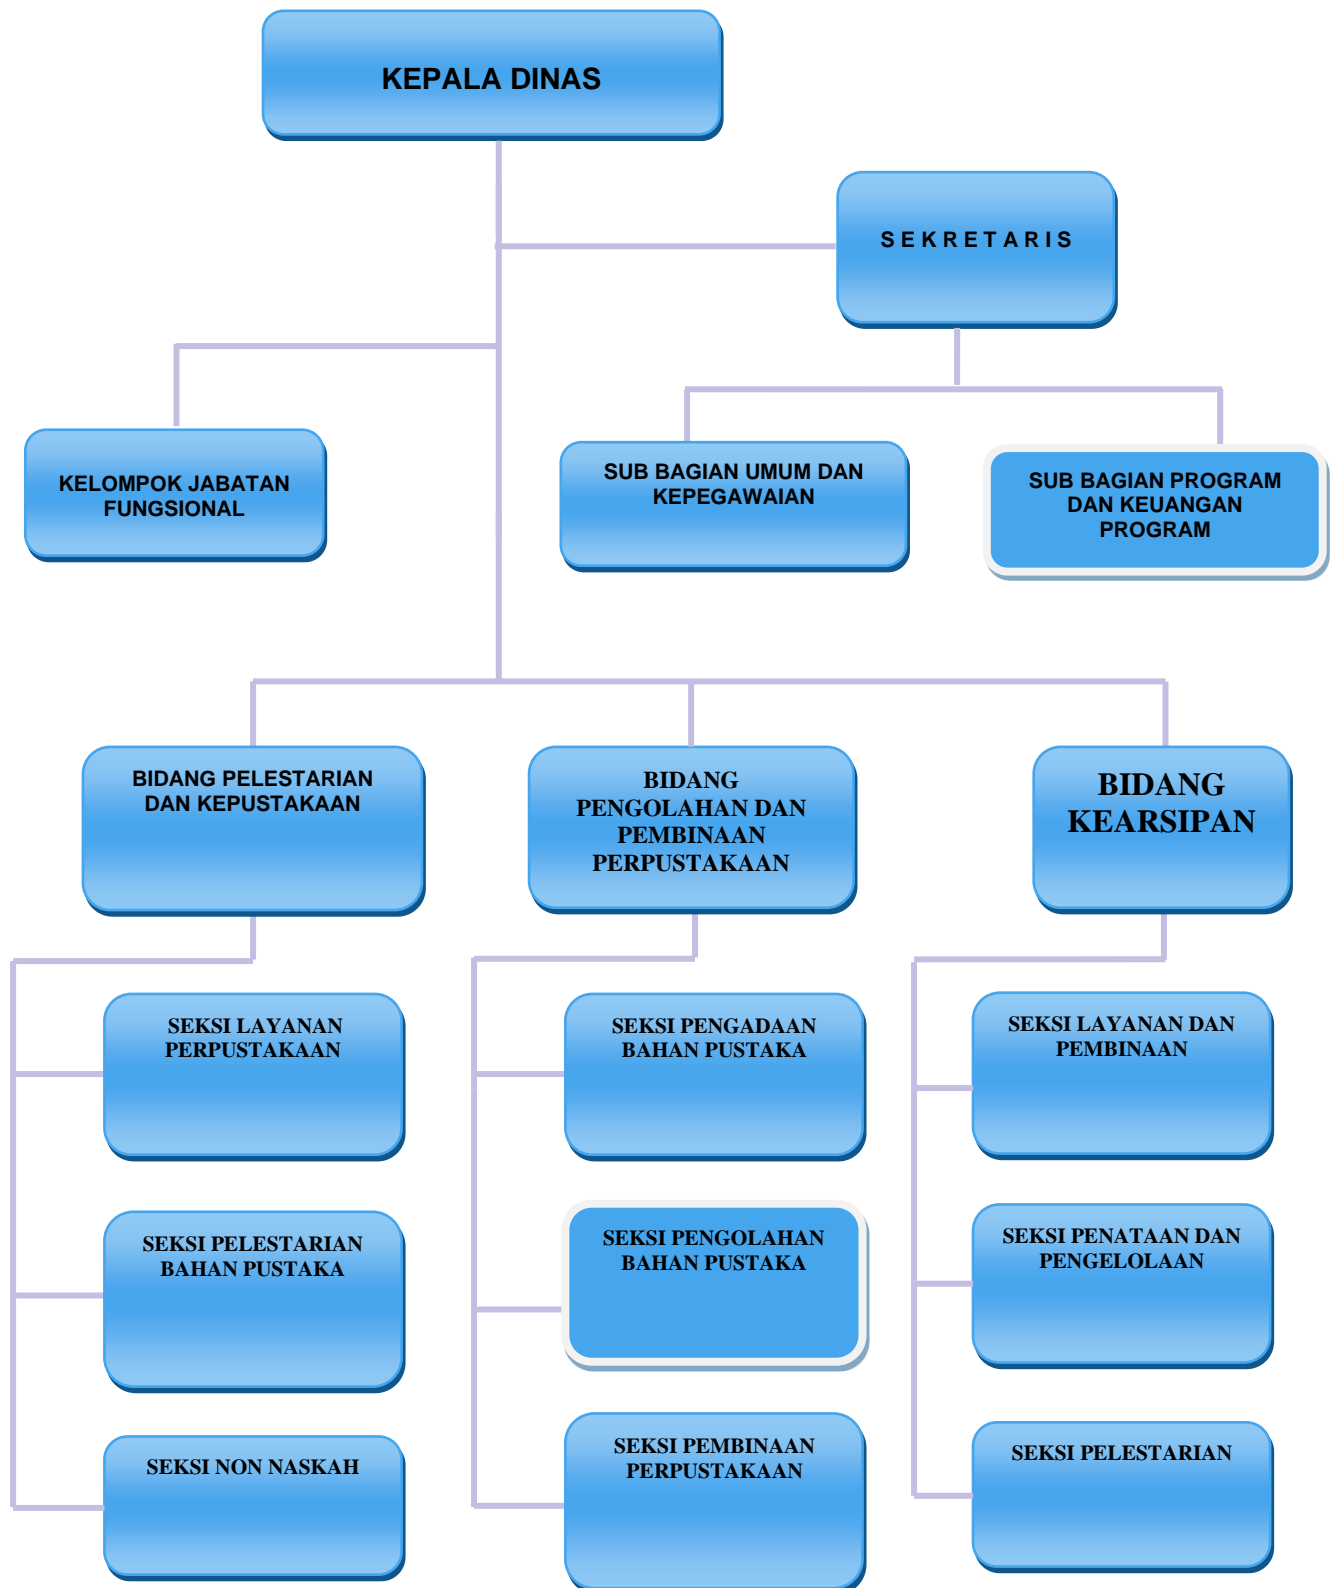 KEPALA DINAS
S E K R E T A R I S
KELOMPOK JABATAN
FUNGSIONAL
SUB BAGIAN UMUM DAN
KEPEGAWAIAN
SUB BAGIAN PROGRAM
DAN KEUANGAN
PROGRAM
BIDANG PELESTARIAN
DAN KEPUSTAKAAN
BIDANG
PENGOLAHAN DAN
PEMBINAAN
PERPUSTAKAAN
BIDANG
KEARSIPAN
SEKSI LAYANAN
PERPUSTAKAAN
SEKSI PENGADAAN
BAHAN PUSTAKA
SEKSI LAYANAN DAN
PEMBINAAN
SEKSI PELESTARIAN
BAHAN PUSTAKA
SEKSI PENGOLAHAN
BAHAN PUSTAKA
SEKSI PENATAAN DAN
PENGELOLAAN
SEKSI NON NASKAH
SEKSI PEMBINAAN
PERPUSTAKAAN
SEKSI PELESTARIAN